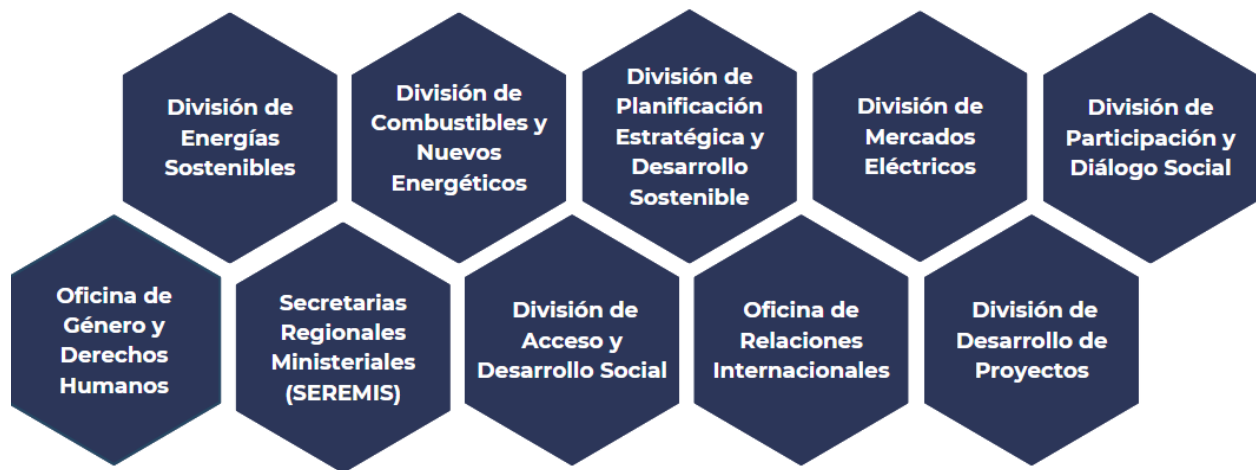 División de
Energías
Sostenibles
División de
Combustibles y
Nuevos
Energéticos
División de
Planificación
Estratégica y
Desarrollo
Sostenible
División de
Mercados
Eléctricos
División de
Participación y
Diálogo Social
Oficina de
Género y
Derechos
Humanos
Secretarias
Regionales
Ministeriales
(SEREMIS)
División de
Acceso y
Desarrollo Social
Oficina de
Relaciones
Internacionales
División de
Desarrollo de
Proyectos